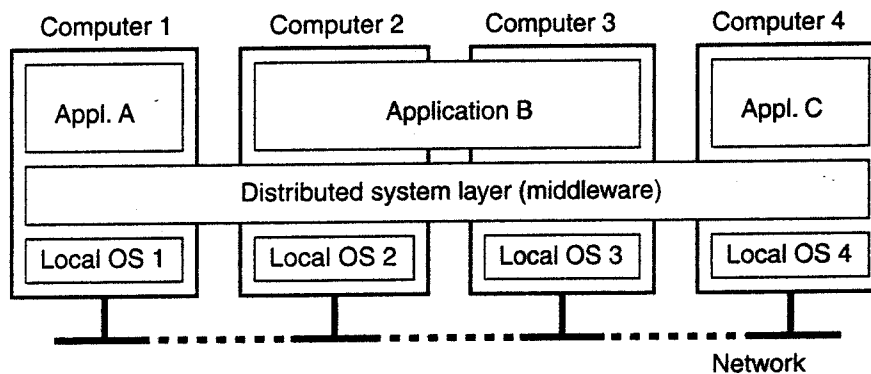 Computer 1 Computer 2 Computer 3 Computer 4
Appl. A Application B Appl. C
Distributed system layer (middleware)
Local OS 1 Local OS 2 Local OS 3 Local OS 4
Network